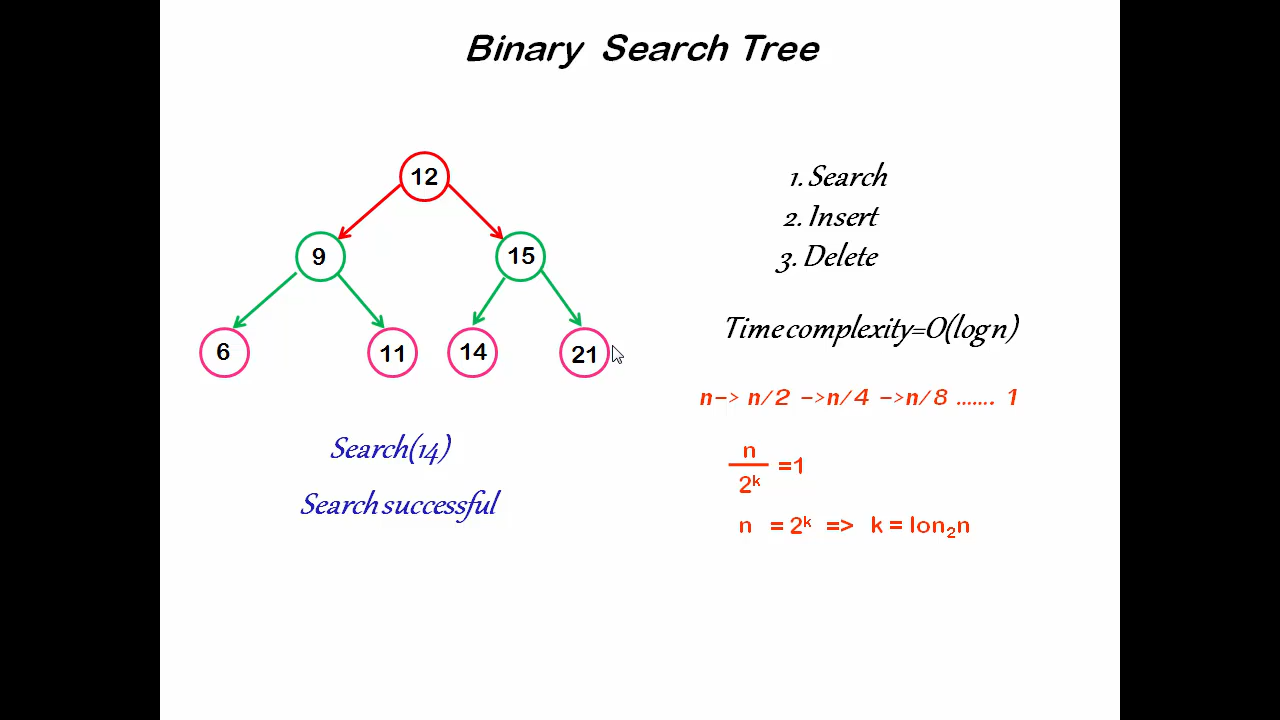 Binary Search Tree
12
9
15
6
11
14
21
Search(14)
Search successful
1. Search
2. Insert
3. Delete
Time complexity=O(log n)
n-> n/2 ->n/4 ->n/8 ....... 1
n
=1
2ᵏ
n = 2ᵏ => k = lon₂n